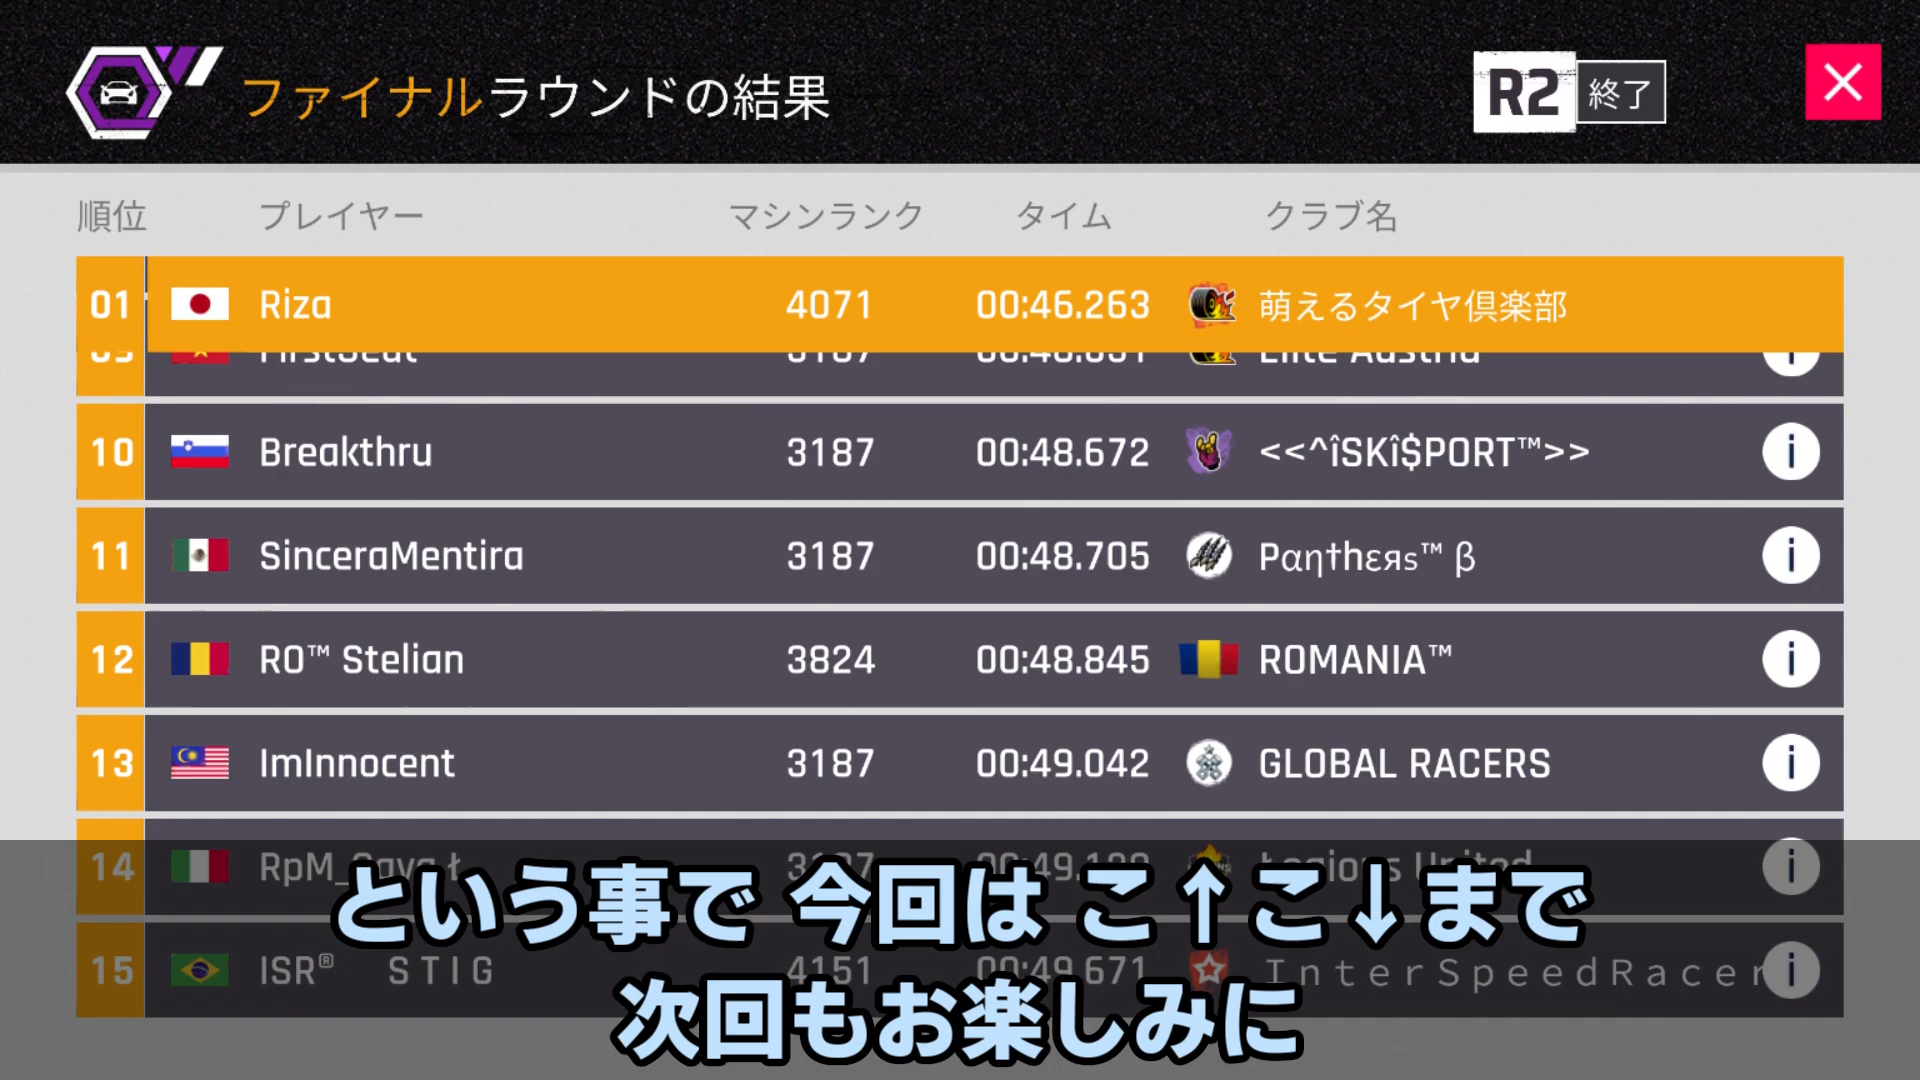 ファイナルラウンドの結果 R2 終了
順位 プレイヤー マシンランク タイム クラブ名
01 Riza 4071 00:46.263 萌えるタイヤ倶楽部
10 Breakthru 3187 00:48.672 <<^îSKî$PORT™>>
11 SinceraMentira 3187 00:48.705 Pαηthεяs™ β
12 RO™ Stelian 3824 00:48.845 ROMANIA™
13 ImInnocent 3187 00:49.042 GLOBAL RACERS
14
という事で 今回は こ↑こ↓まで
15 ISR® STIG 4151 00:49.671 InterSpeedRacer
次回もお楽しみに